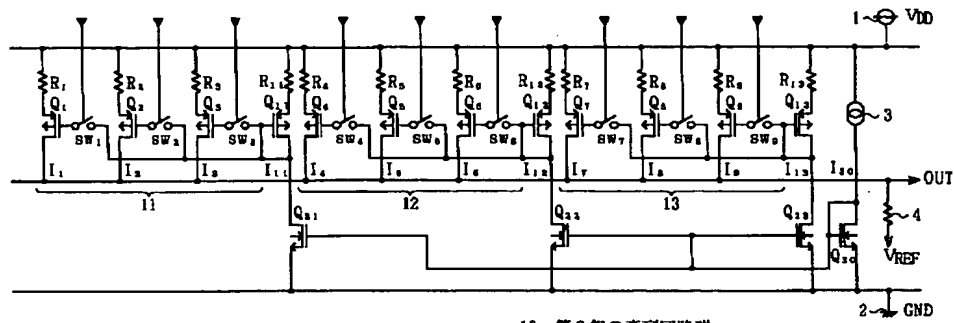 1 VDD
R₁ R₂ R₃ R₁₁ R₄ R₅ R₆ R₁₂ R₇ R₈ R₉ R₁₃
Q₁ Q₂ Q₃ Q₁₁ Q₄ Q₅ Q₆ Q₁₂ Q₇ Q₈ Q₉ Q₁₃ 3
SW₁ SW₂ SW₃ SW₄ SW₅ SW₆ SW₇ SW₈ SW₉
I₁ I₂ I₃ I₁₁ I₄ I₅ I₆ I₁₂ I₇ I₈ I₉ I₁₃ I₃₀
OUT
11 12 13
Q₂₁ Q₂₂ Q₂₃ 4
VREF
Q₃₀
2 GND